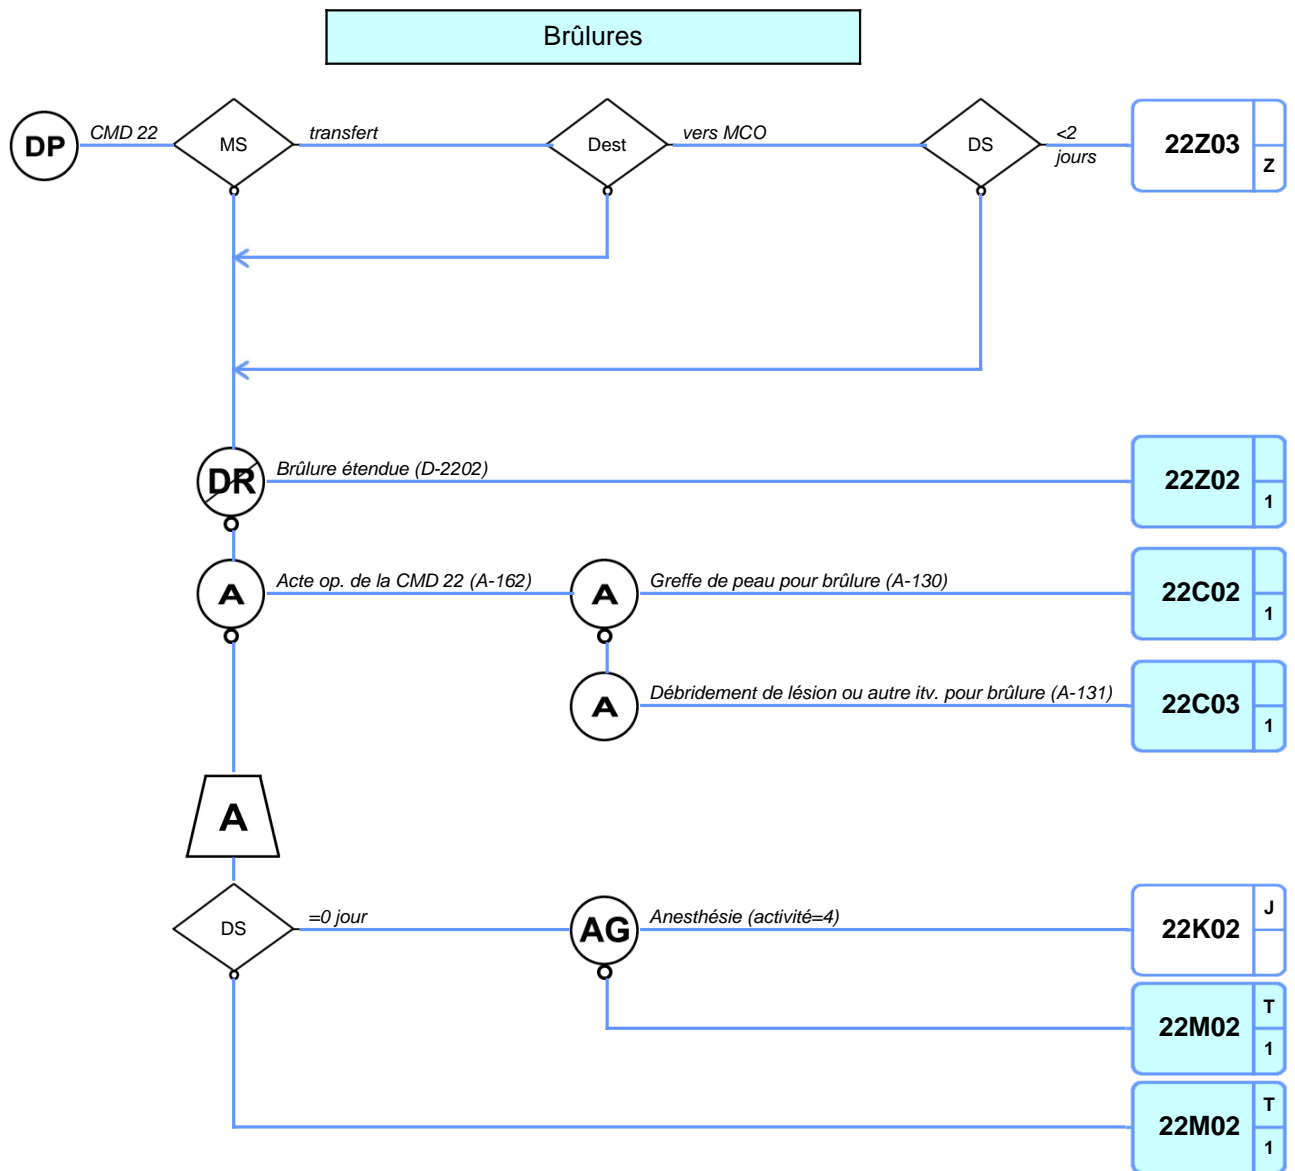 Brûlures
DP
CMD 22
MS
transfert
Dest
vers MCO
DS
<2
jours
22Z03
Z
DR
Brûlure étendue (D-2202)
22Z02
1
A
Acte op. de la CMD 22 (A-162)
A
Greffe de peau pour brûlure (A-130)
22C02
1
A
Débridement de lésion ou autre itv. pour brûlure (A-131)
22C03
1
A
DS
=0 jour
AG
Anesthésie (activité=4)
22K02
J
22M02
T
1
22M02
T
1